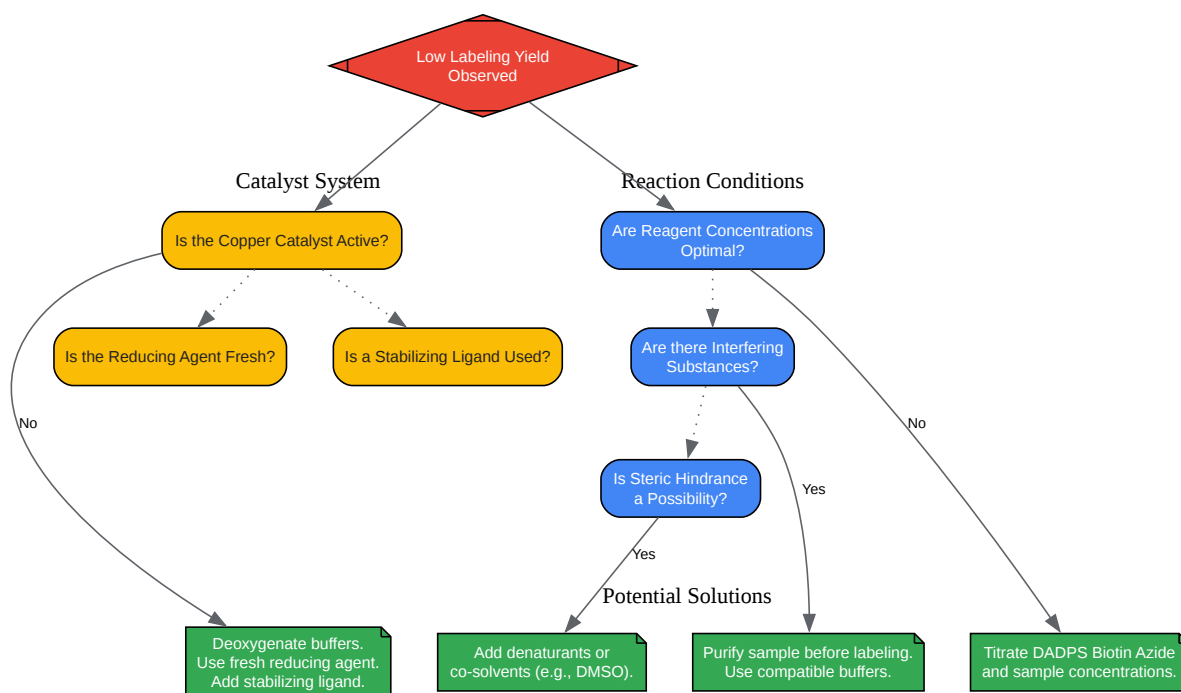 Low Labeling Yield
Observed
Catalyst System
Reaction Conditions
Is the Copper Catalyst Active?
Are Reagent Concentrations
Optimal?
Is the Reducing Agent Fresh?
Is a Stabilizing Ligand Used?
Are there Interfering
Substances?
No
No
Is Steric Hindrance
a Possibility?
Yes
Yes
Potential Solutions
Deoxygenate buffers.
Use fresh reducing agent.
Add stabilizing ligand.
Add denaturants or
co-solvents (e.g., DMSO).
Purify sample before labeling.
Use compatible buffers.
Titrate DADPS Biotin Azide
and sample concentrations.